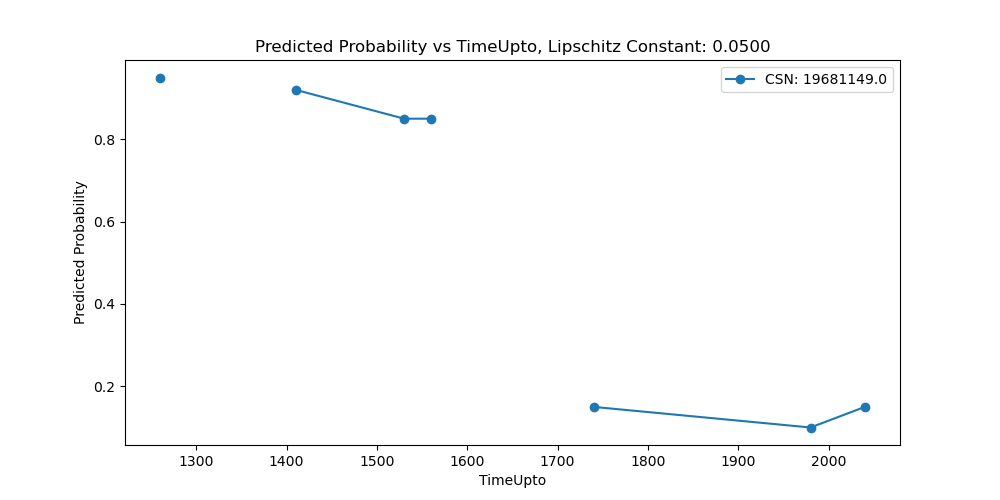 Predicted Probability vs TimeUpto, Lipschitz Constant: 0.0500
CSN: 19681149.0
Predicted Probability
0.8
0.6
0.4
0.2
1300 1400 1500 1600 1700 1800 1900 2000
TimeUpto